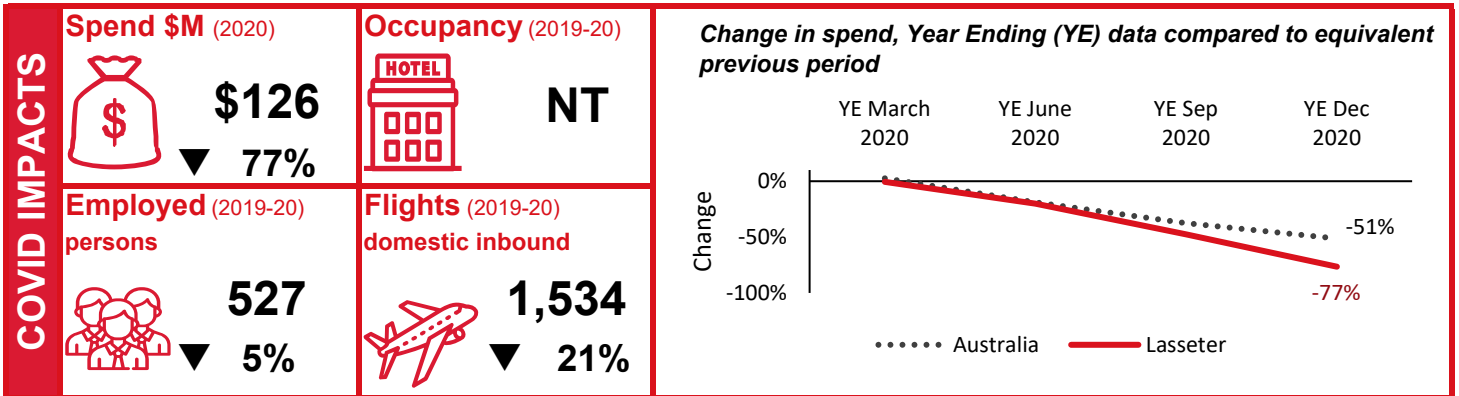 COVID IMPACTS
Spend $M (2020)
$
$126
▼ 77%
Occupancy (2019-20)
HOTEL
NT
Employed (2019-20)
persons
527
▼ 5%
Flights (2019-20)
domestic inbound
1,534
▼ 21%
Change in spend, Year Ending (YE) data compared to equivalent
previous period
YE March
2020
YE June
2020
YE Sep
2020
YE Dec
2020
Change
0%
-50%
-100%
-51%
-77%
Australia
Lasseter